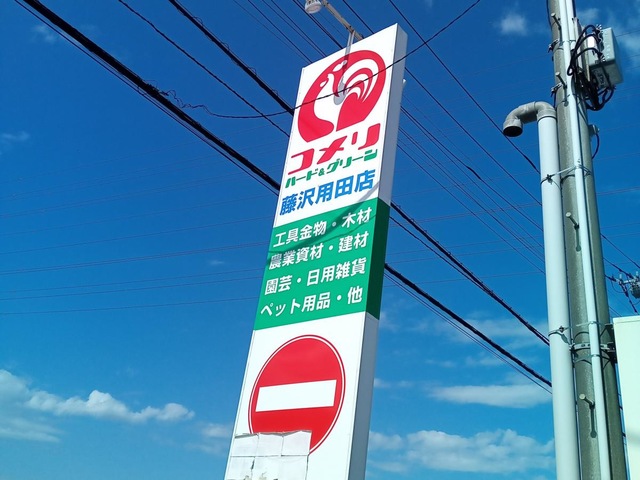 コメリ
ハード&グリーン
藤沢用田店
工具金物・木材
農業資材・建材
園芸・日用雑貨
ペット用品・他